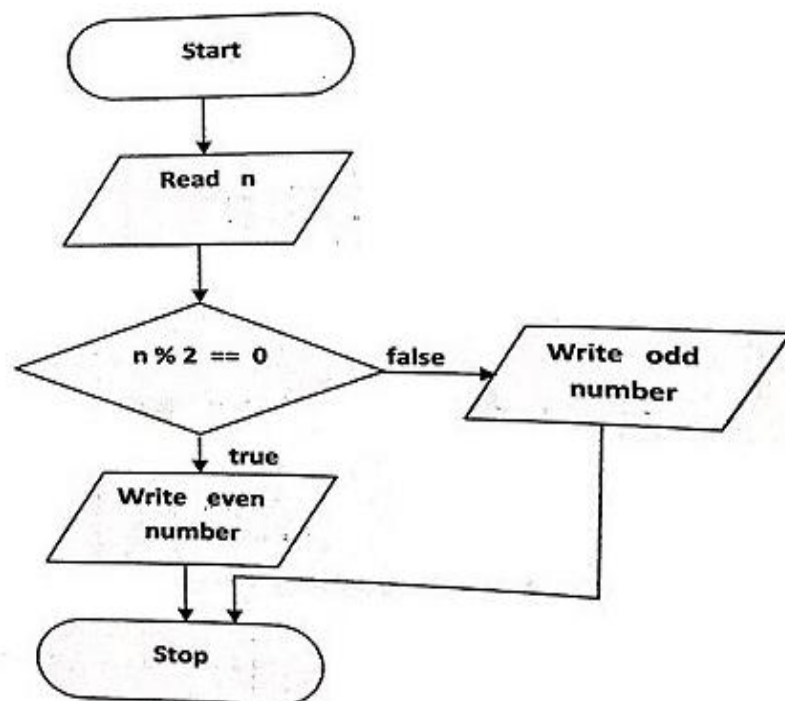 Start
Read n
n % 2 == 0
false
Write odd
number
true
Write even
number
Stop